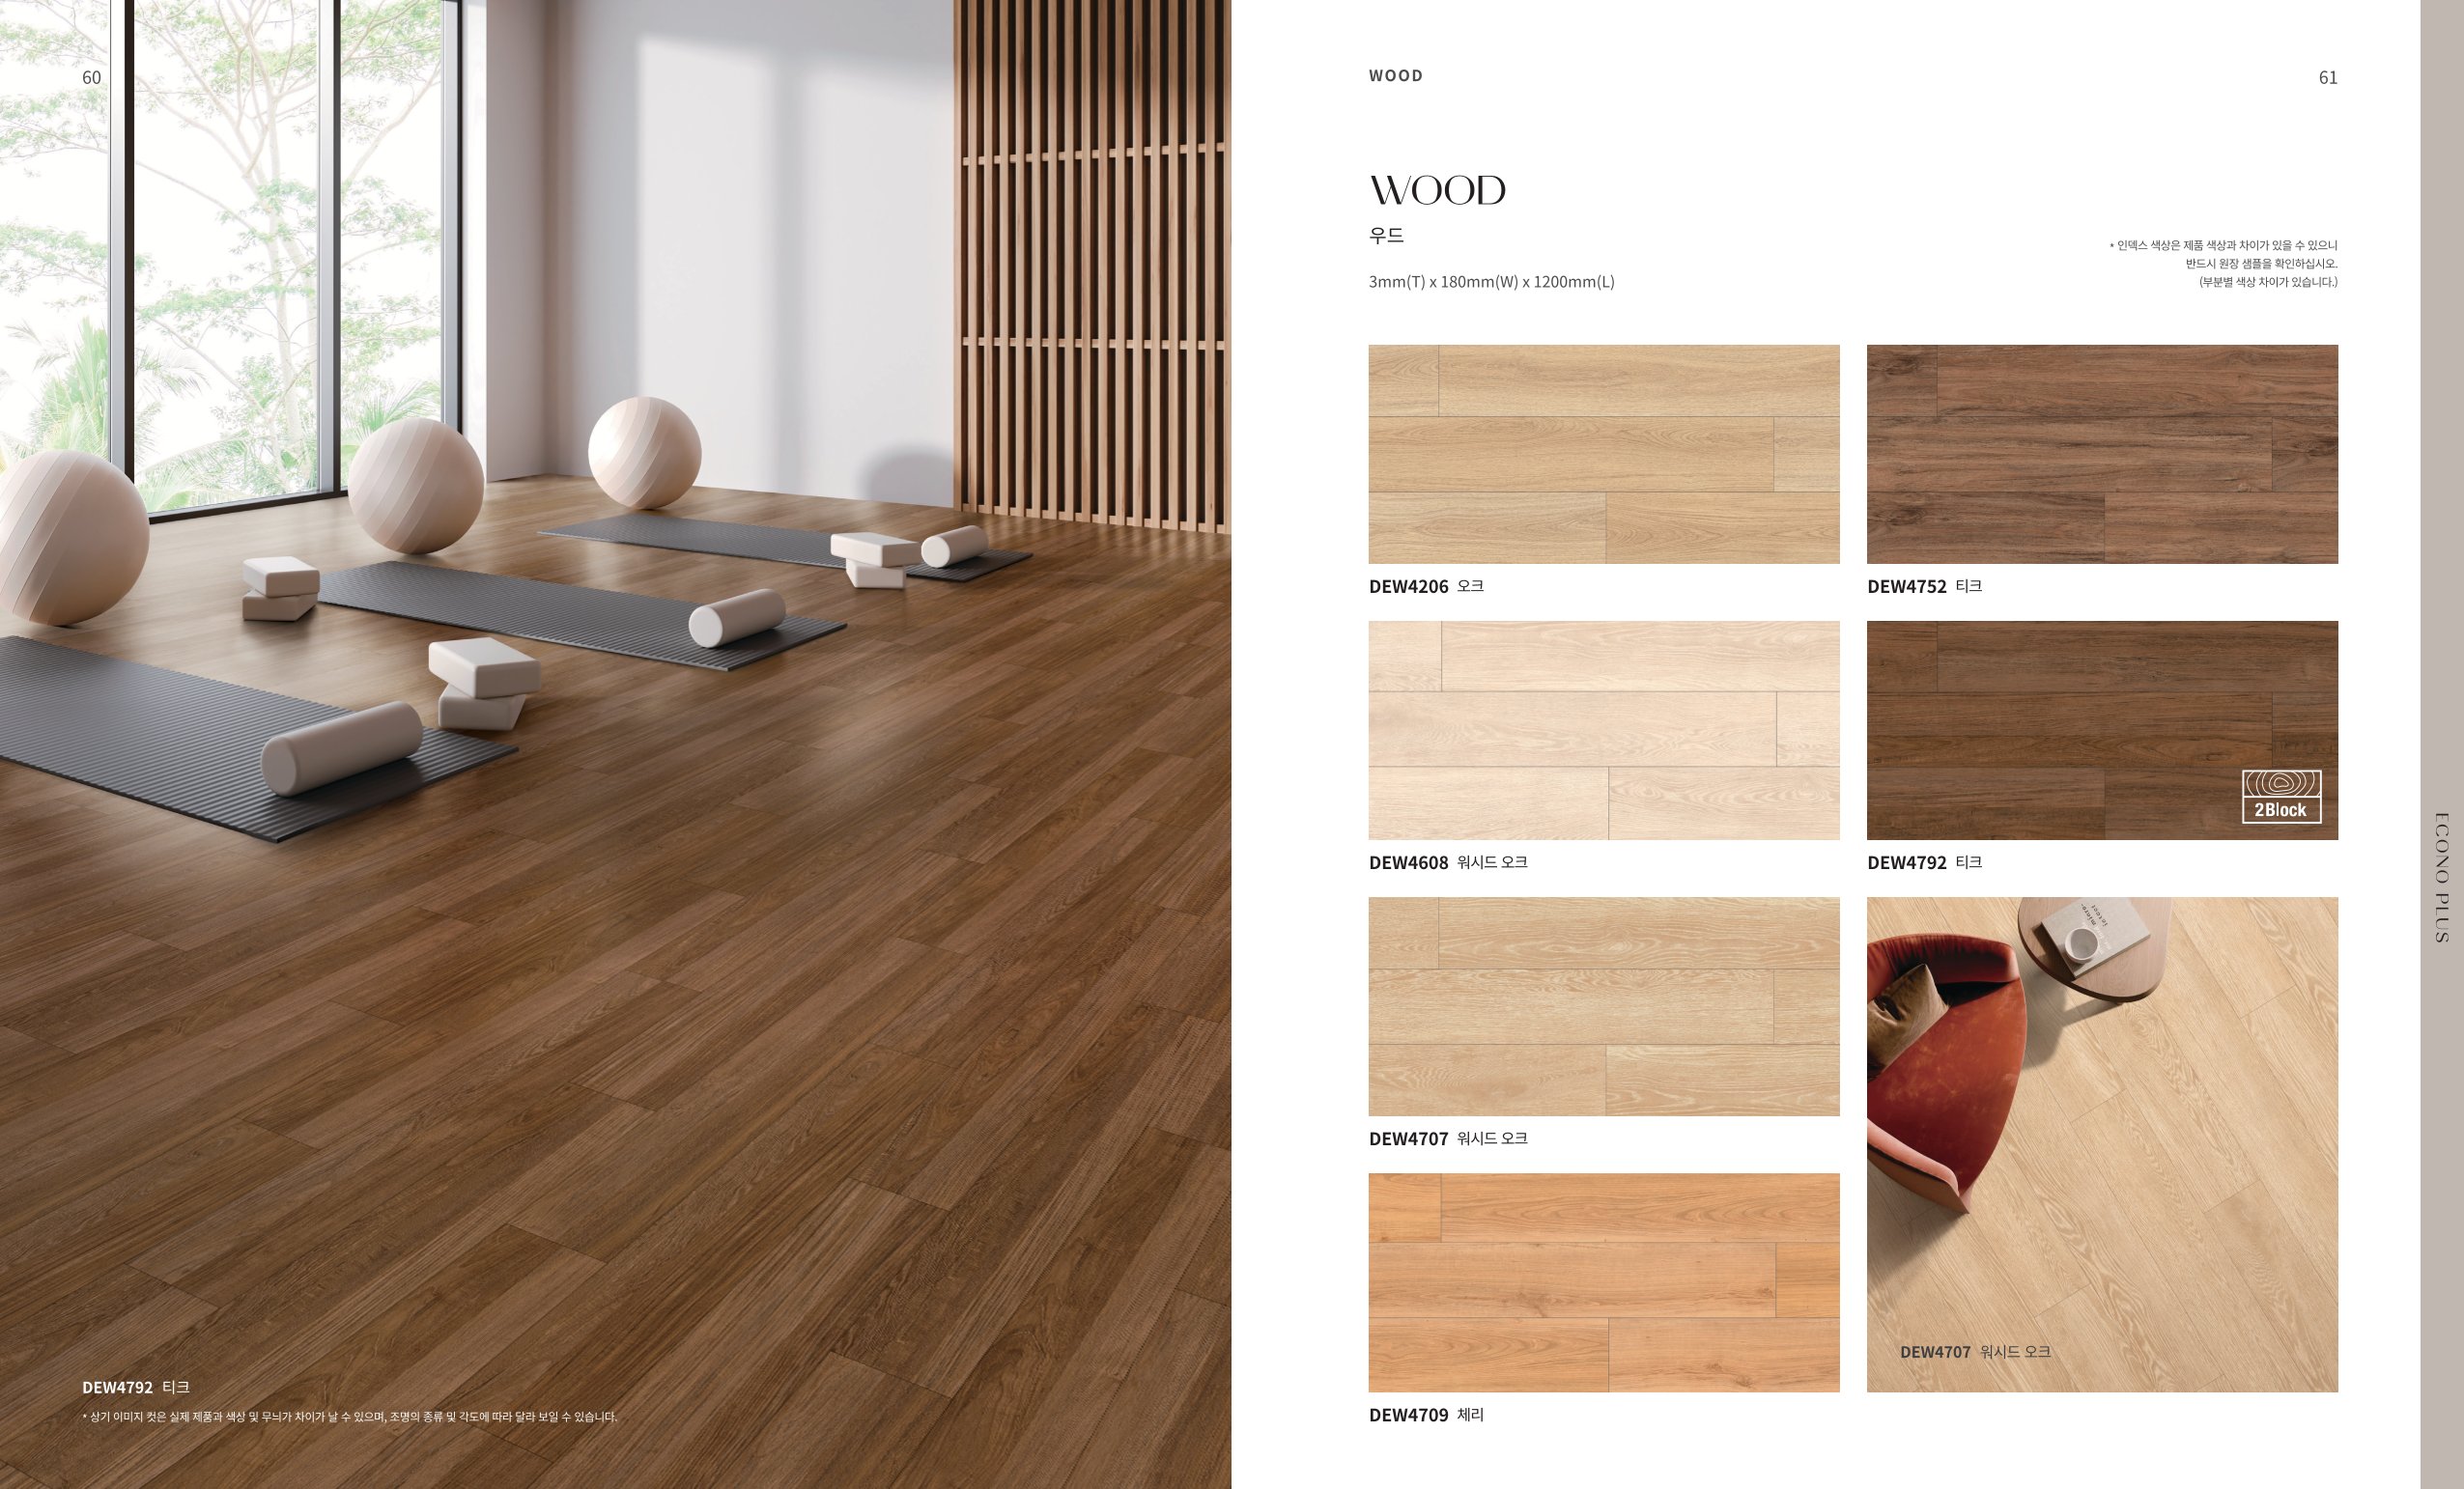 60
DEW4792 티크
* 상기 이미지 컷은 실제 제품과 색상 및 무늬가 차이가 날 수 있으며, 조명의 종류 및 각도에 따라 달라 보일 수 있습니다.
WOOD
61
WOOD
우드
3mm(T) x 180mm(W) x 1200mm(L)
* 인덱스 색상은 제품 색상과 차이가 있을 수 있으니
반드시 원장 샘플을 확인하십시오.
(부분별 색상 차이가 있습니다.)
DEW4206 오크
DEW4752 티크
DEW4608 워시드 오크
2Block
DEW4792 티크
DEW4707 워시드 오크
DEW4707 워시드 오크
DEW4709 체리
ECONO PLUS